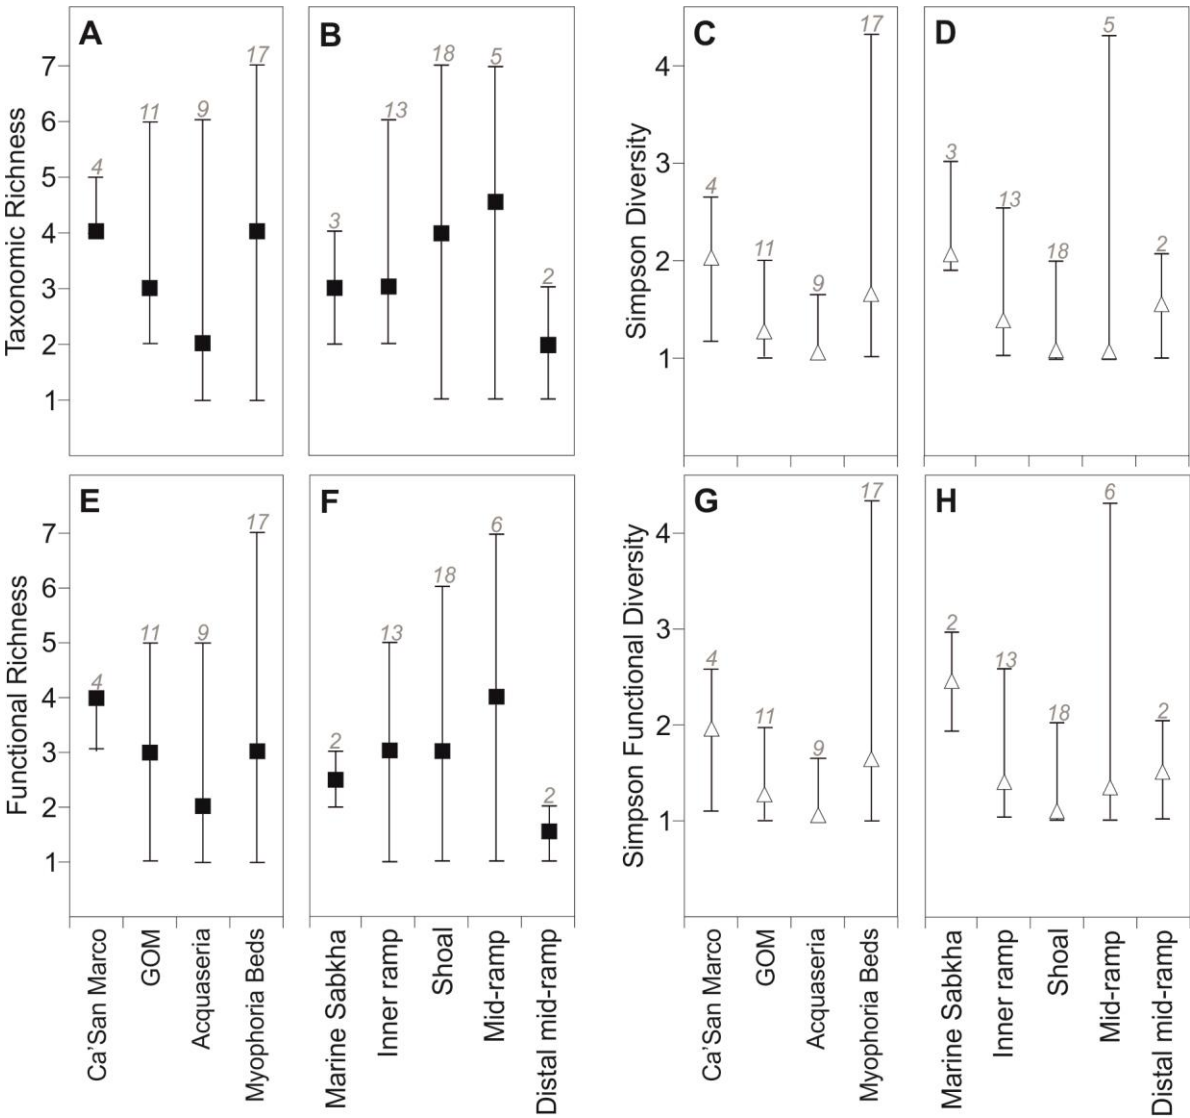 A
B
C
D
Taxonomic Richness
7
6
5
4
3
2
1
4
11
9
17
3
13
18
5
2
Simpson Diversity
4
3
2
1
4
11
9
17
3
13
18
5
2
E
F
G
H
Functional Richness
7
6
5
4
3
2
1
4
11
9
17
2
13
18
6
2
Simpson Functional Diversity
4
3
2
1
4
11
9
17
2
13
18
6
2
Ca'San Marco
GOM
Acquaseria
Myophoria Beds
Marine Sabkha
Inner ramp
Shoal
Mid-ramp
Distal mid-ramp
Ca'San Marco
GOM
Acquaseria
Myophoria Beds
Marine Sabkha
Inner ramp
Shoal
Mid-ramp
Distal mid-ramp